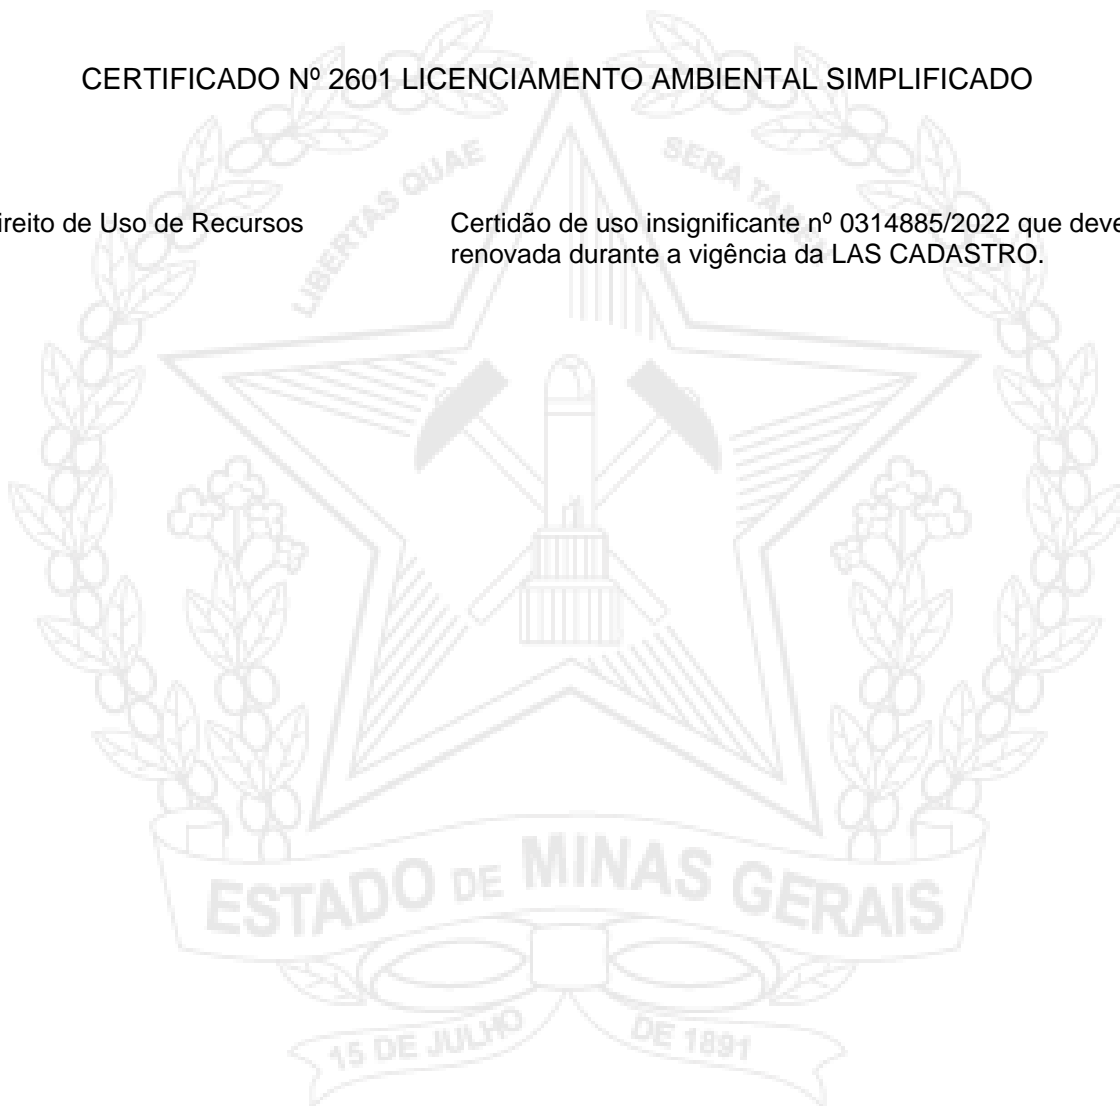 CERTIFICADO Nº 2601 LICENCIAMENTO AMBIENTAL SIMPLIFICADO
LIBERTAS QUAE SERA TAMEN
ireito de Uso de Recursos
Certidão de uso insignificante nº 0314885/2022 que deve
renovada durante a vigência da LAS CADASTRO.
ESTADO DE MINAS GERAIS
15 DE JULHO DE 1891